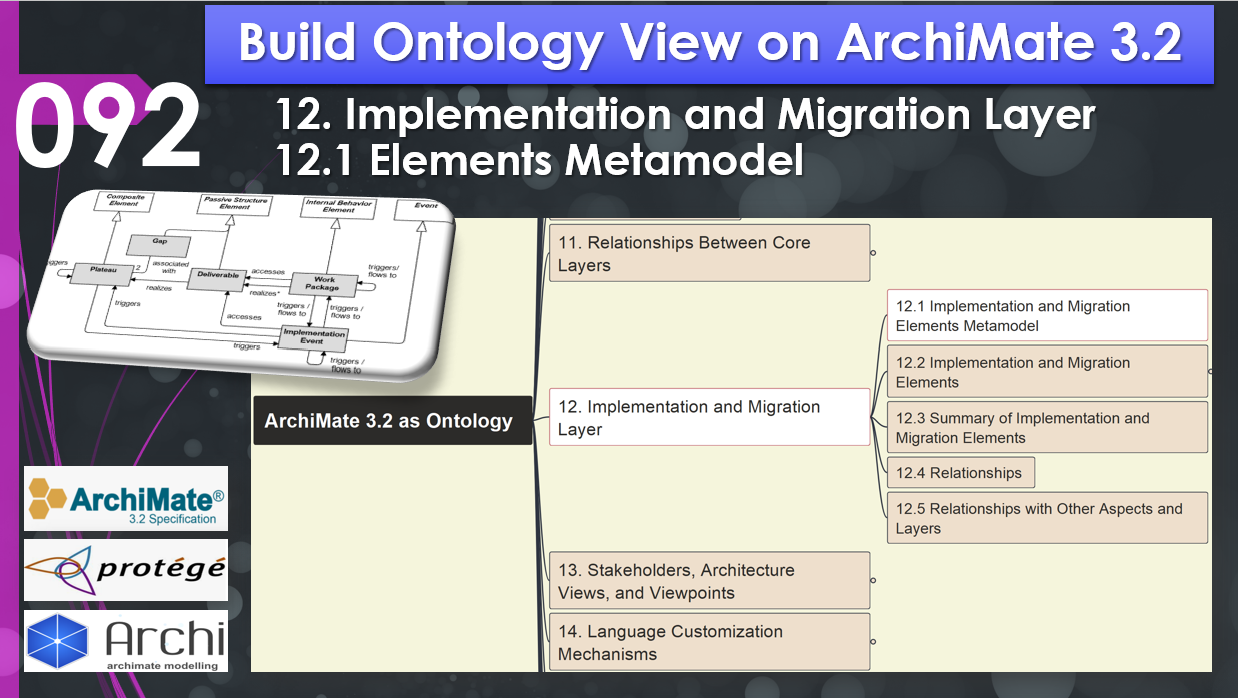 Build Ontology View on ArchiMate 3.2
092
12. Implementation and Migration Layer
12.1 Elements Metamodel
Composite
Element
Passive Structure
Element
Internal Behavior
Element
Event
Gap
iggers
Plateau
2
associated
with
Deliverable
accesses
Work
Package
triggers/
flows to
realizes
realizes*
triggers
accesses
triggers /
flows to
triggers /
flows to
Implementation
Event
triggers
triggers /
flows to
11. Relationships Between Core
Layers
12.1 Implementation and Migration
Elements Metamodel
12.2 Implementation and Migration
Elements
ArchiMate 3.2 as Ontology
12. Implementation and Migration
Layer
12.3 Summary of Implementation and
Migration Elements
12.4 Relationships
12.5 Relationships with Other Aspects and
Layers
13. Stakeholders, Architecture
Views, and Viewpoints
14. Language Customization
Mechanisms
ArchiMate®
3.2 Specification
protégé
Archi
archimate modelling